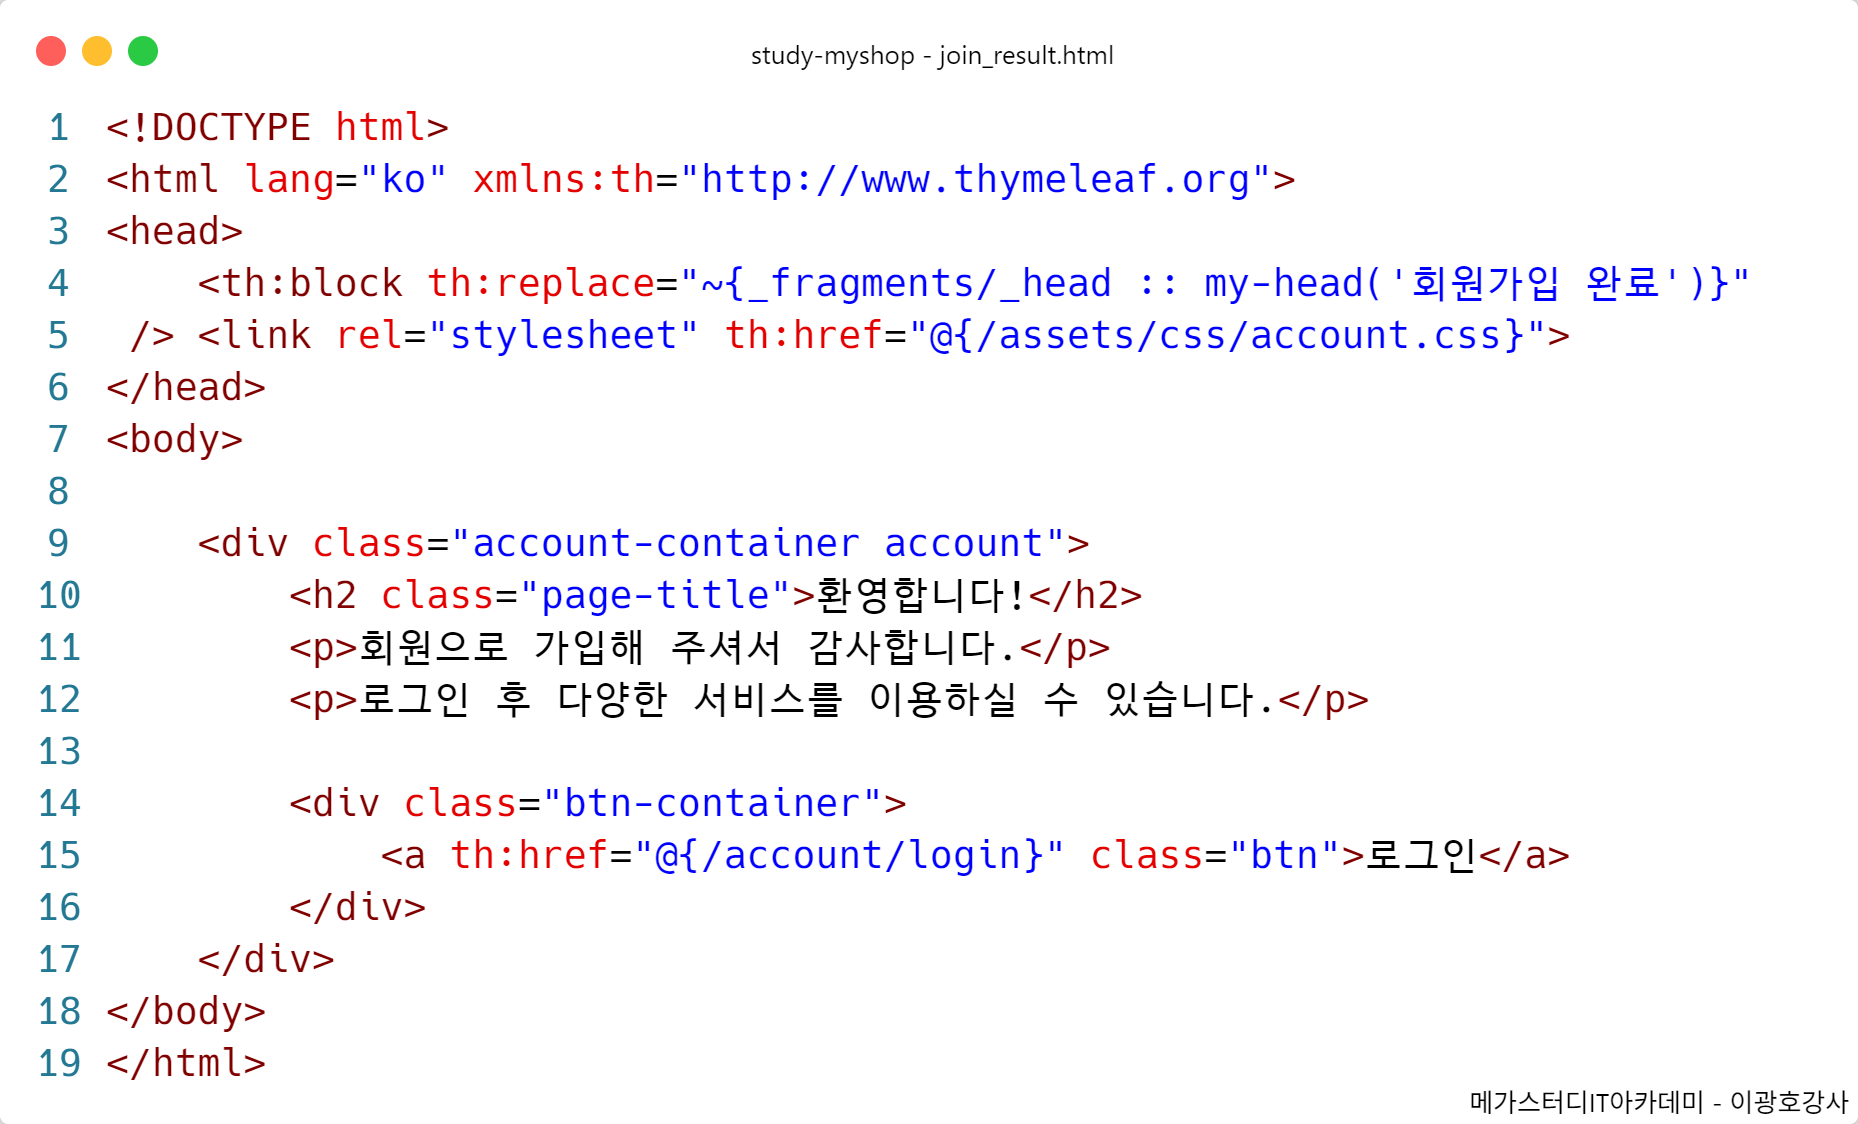 study-myshop - join_result.html
1 <!DOCTYPE html>
2 <html lang="ko" xmlns:th="http://www.thymeleaf.org">
3 <head>
4     <th:block th:replace="~{_fragments/_head :: my-head('회원가입 완료')}"
5  /> <link rel="stylesheet" th:href="@{/assets/css/account.css}">
6 </head>
7 <body>
8
9     <div class="account-container account">
10         <h2 class="page-title">환영합니다!</h2>
11         <p>회원으로 가입해 주셔서 감사합니다.</p>
12         <p>로그인 후 다양한 서비스를 이용하실 수 있습니다.</p>
13
14         <div class="btn-container">
15             <a th:href="@{/account/login}" class="btn">로그인</a>
16         </div>
17     </div>
18 </body>
19 </html>
메가스터디IT아카데미 - 이광호강사